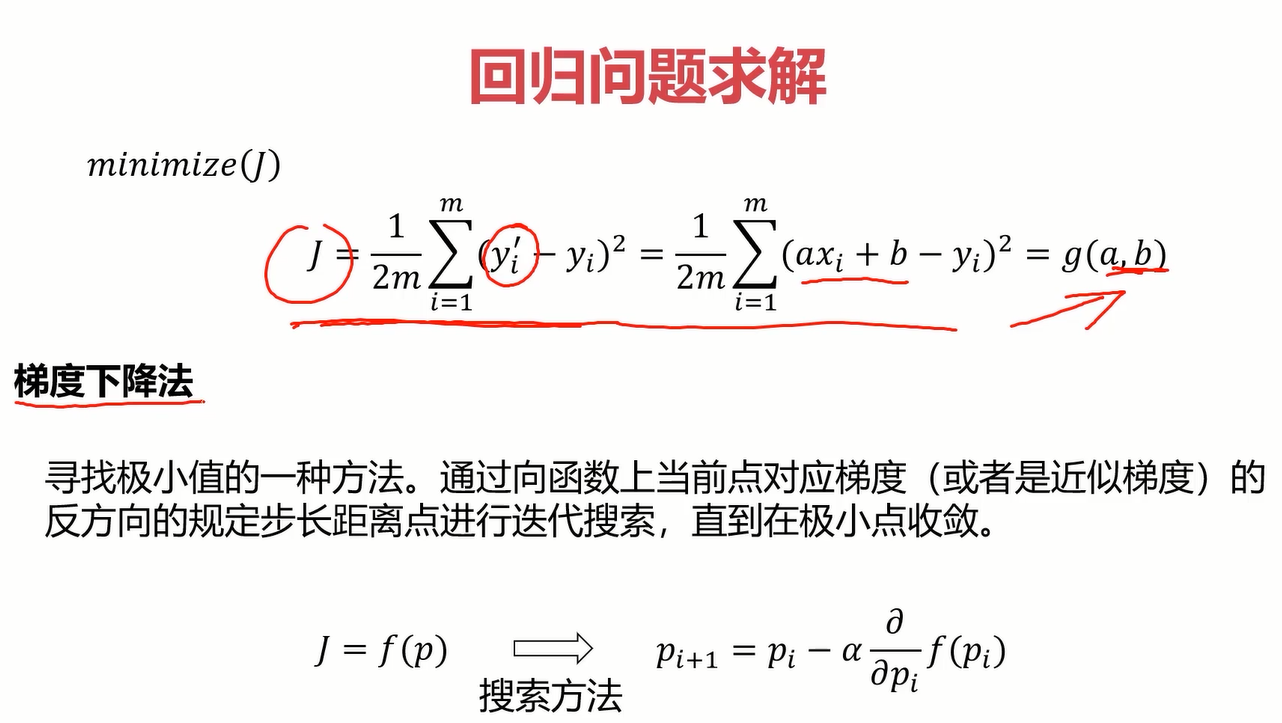 回归问题求解
minimize(J)
J = \frac{1}{2m} \sum_{i=1}^{m} (y_i' - y_i)^2 = \frac{1}{2m} \sum_{i=1}^{m} (ax_i + b - y_i)^2 = g(a,b)
梯度下降法
寻找极小值的一种方法。通过向函数上当前点对应梯度（或者是近似梯度）的
反方向的规定步长距离点进行迭代搜索，直到在极小点收敛。
J = f(p) ⇒ p_{i+1} = p_i - α \frac{∂}{∂p_i} f(p_i)
搜索方法